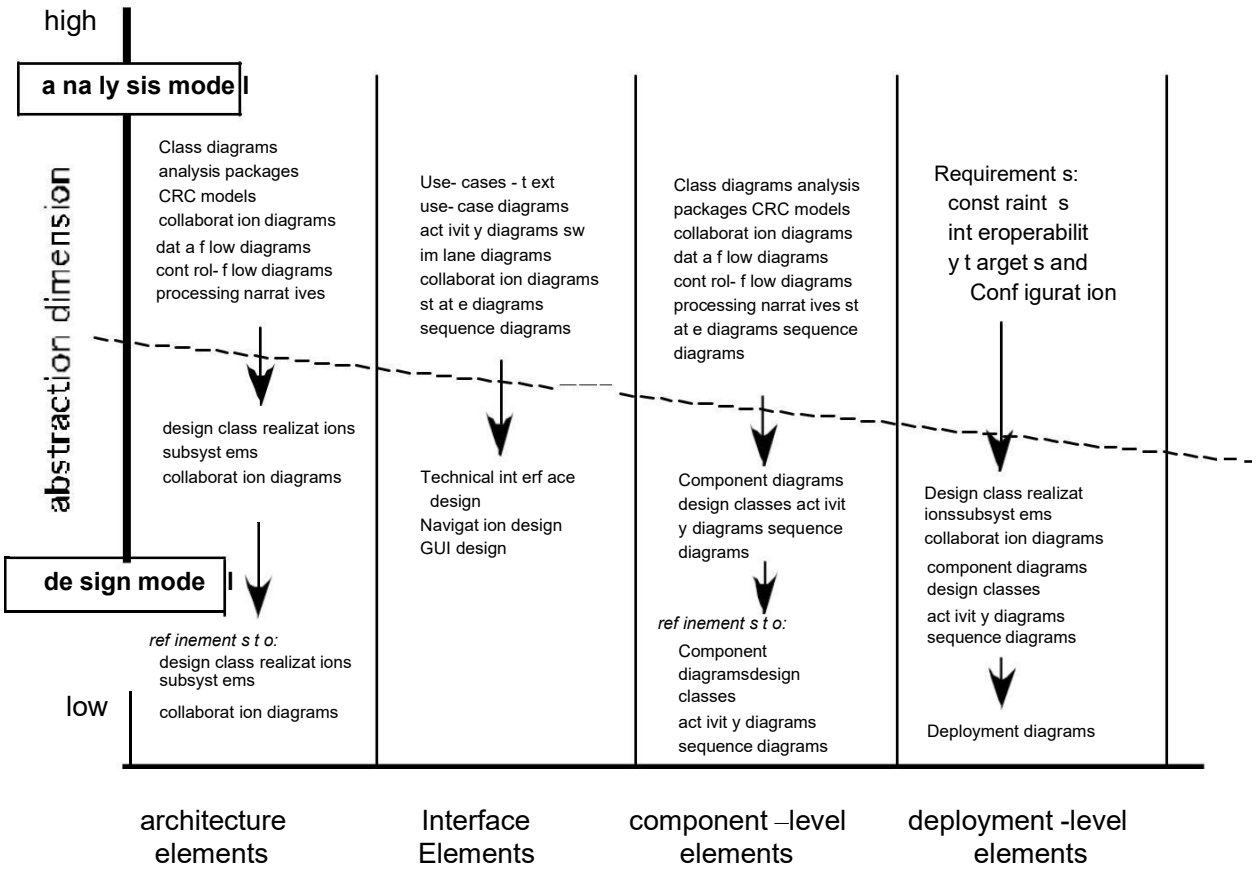 high
a na ly sis mode l
abstraction dimension
Class diagrams
analysis packages
CRC models
collaborat ion diagrams
dat a f low diagrams
cont rol- f low diagrams
processing narrat ives
design class realizat ions
subsyst ems
collaborat ion diagrams
de sign mode l
ref inement s t o:
design class realizat ions
subsyst ems
collaborat ion diagrams
low
Use- cases - t ext
use- case diagrams
act ivit y diagrams sw
im lane diagrams
collaborat ion diagrams
st at e diagrams
sequence diagrams
Technical int erf ace
design
Navigat ion design
GUI design
Class diagrams analysis
packages CRC models
collaborat ion diagrams
dat a f low diagrams
cont rol- f low diagrams
processing narrat ives st
at e diagrams sequence
diagrams
Component diagrams
design classes act ivit
y diagrams sequence
diagrams
ref inement s t o:
Component
diagramsdesign
classes
act ivit y diagrams
sequence diagrams
Requirement s:
const raint s
int eroperabilit
y t arget s and
Conf igurat ion
Design class realizat
ionssubsyst ems
collaborat ion diagrams
component diagrams
design classes
act ivit y diagrams
sequence diagrams
Deployment diagrams
architecture
elements
Interface
Elements
component –level
elements
deployment -level
elements